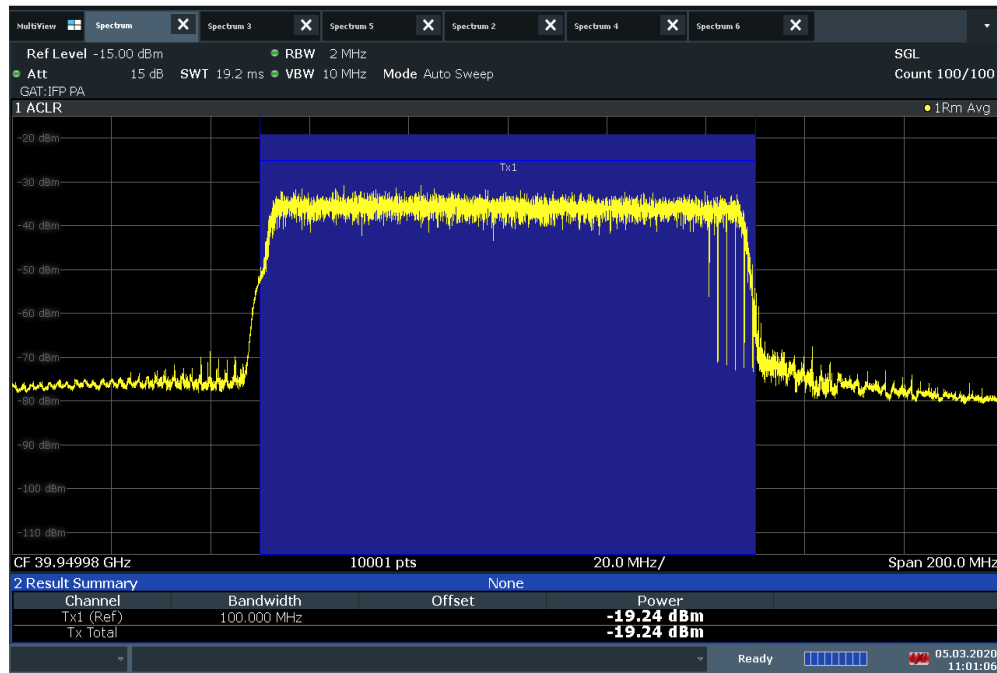 MultiView Spectrum Spectrum 3 Spectrum 5 Spectrum 2 Spectrum 4 Spectrum 6
Ref Level -15.00 dBm RBW 2 MHz SGL
Att 15 dB SWT 19.2 ms VBW 10 MHz Mode Auto Sweep Count 100/100
GAT:IFP PA
1 ACLR 1Rm Avg
-20 dBm
Tx1
-30 dBm
-40 dBm
-50 dBm
-60 dBm
-70 dBm
-80 dBm
-90 dBm
-100 dBm
-110 dBm
CF 39.94998 GHz 10001 pts 20.0 MHz/ Span 200.0 MHz
2 Result Summary None
Channel Bandwidth Offset Power
Tx1 (Ref) 100.000 MHz -19.24 dBm
Tx Total -19.24 dBm
Ready 05.03.2020
11:01:06